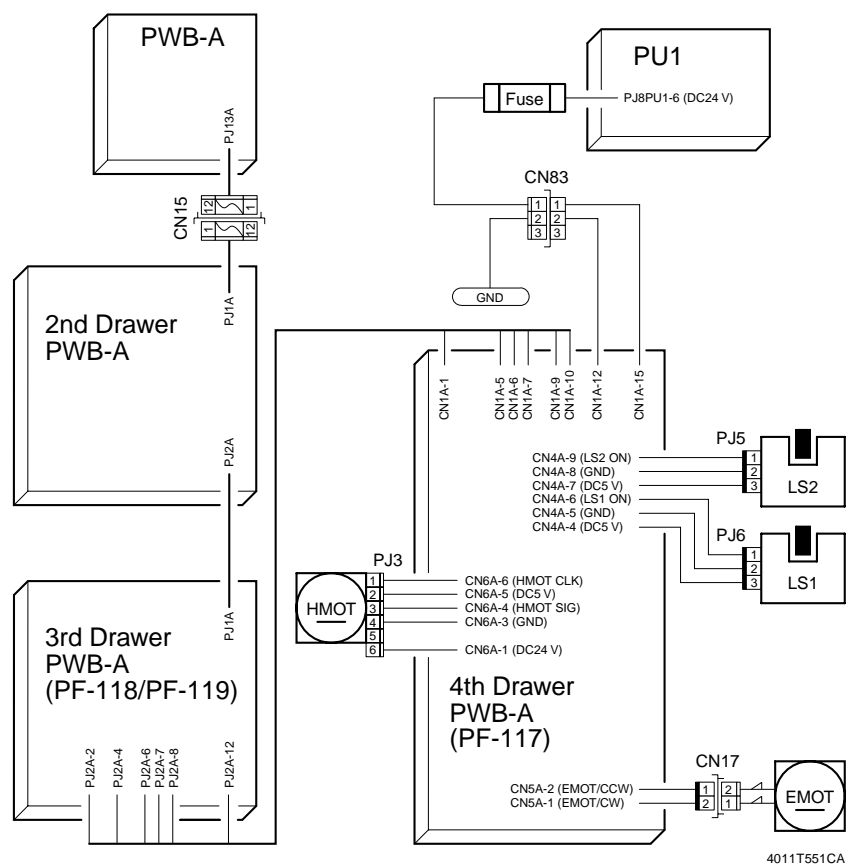 PWB-A
PJ13A
CN15
12
1
1
12
PU1
PJ8PU1-6 (DC24 V)
Fuse
CN83
1 1
2 2
3 3
GND
2nd Drawer
PWB-A
PJ1A
PJ2A
3rd Drawer
PWB-A
(PF-118/PF-119)
PJ1A
PJ2A-2
PJ2A-4
PJ2A-6
PJ2A-7
PJ2A-8
PJ2A-12
CN1A-1
CN1A-5
CN1A-6
CN1A-7
CN1A-9
CN1A-10
CN1A-12
CN1A-15
CN4A-9 (LS2 ON)
CN4A-8 (GND)
CN4A-7 (DC5 V)
CN4A-6 (LS1 ON)
CN4A-5 (GND)
CN4A-4 (DC5 V)
PJ5
1
2
3
LS2
PJ6
1
2
3
LS1
PJ3
HMOT
1
2
3
4
5
6
CN6A-6 (HMOT CLK)
CN6A-5 (DC5 V)
CN6A-4 (HMOT SIG)
CN6A-3 (GND)
CN6A-1 (DC24 V)
4th Drawer
PWB-A
(PF-117)
CN5A-2 (EMOT/CCW)
CN5A-1 (EMOT/CW)
CN17
1 2
2 1
EMOT
4011T551CA